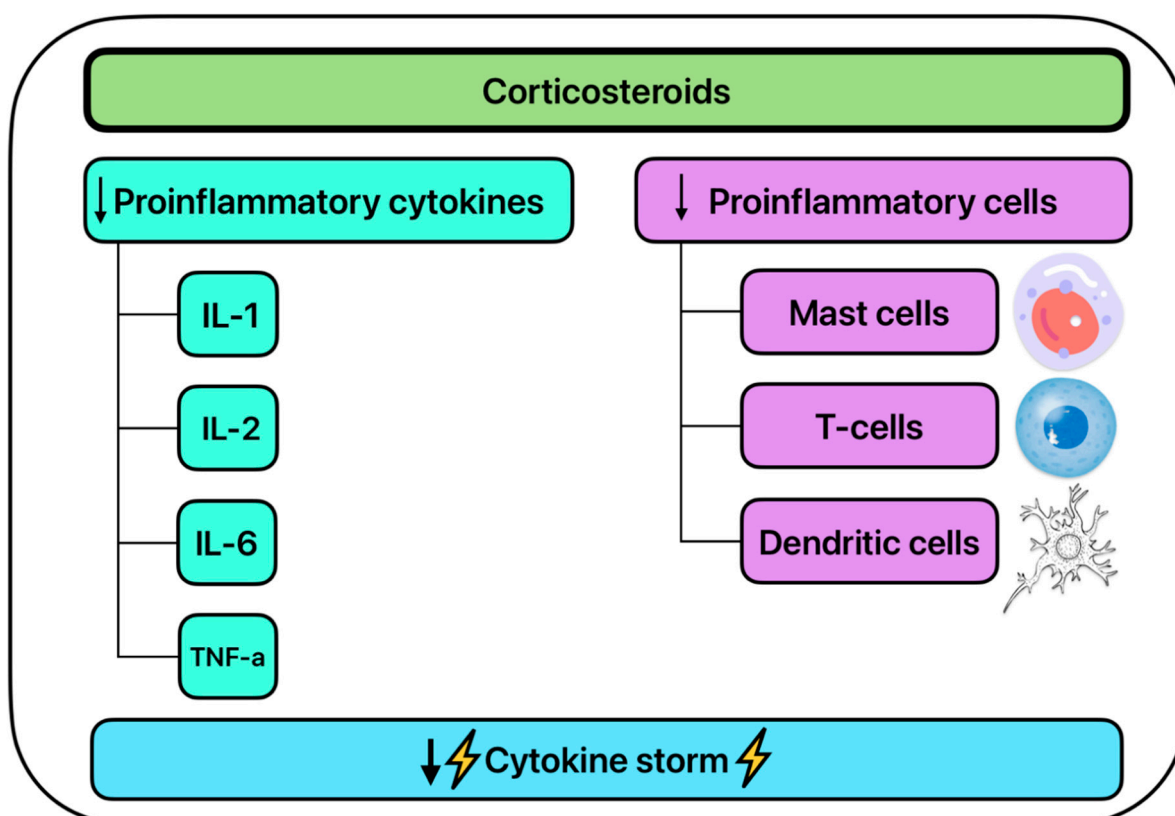 Corticosteroids
↓ Proinflammatory cytokines
IL-1
IL-2
IL-6
TNF-a
↓ Proinflammatory cells
Mast cells
T-cells
Dendritic cells
↓⚡Cytokine storm⚡